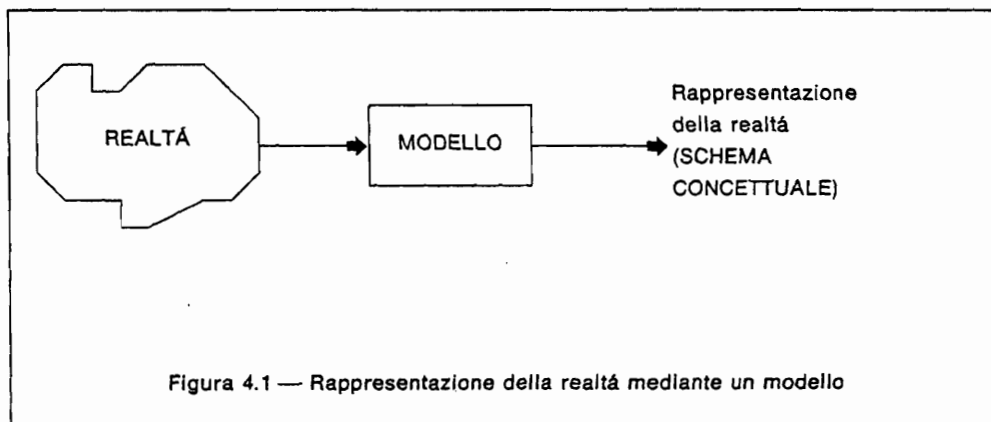 REALTÁ
MODELLO
Rappresentazione
della realtá
(SCHEMA
CONCETTUALE)
Figura 4.1 — Rappresentazione della realtá mediante un modello